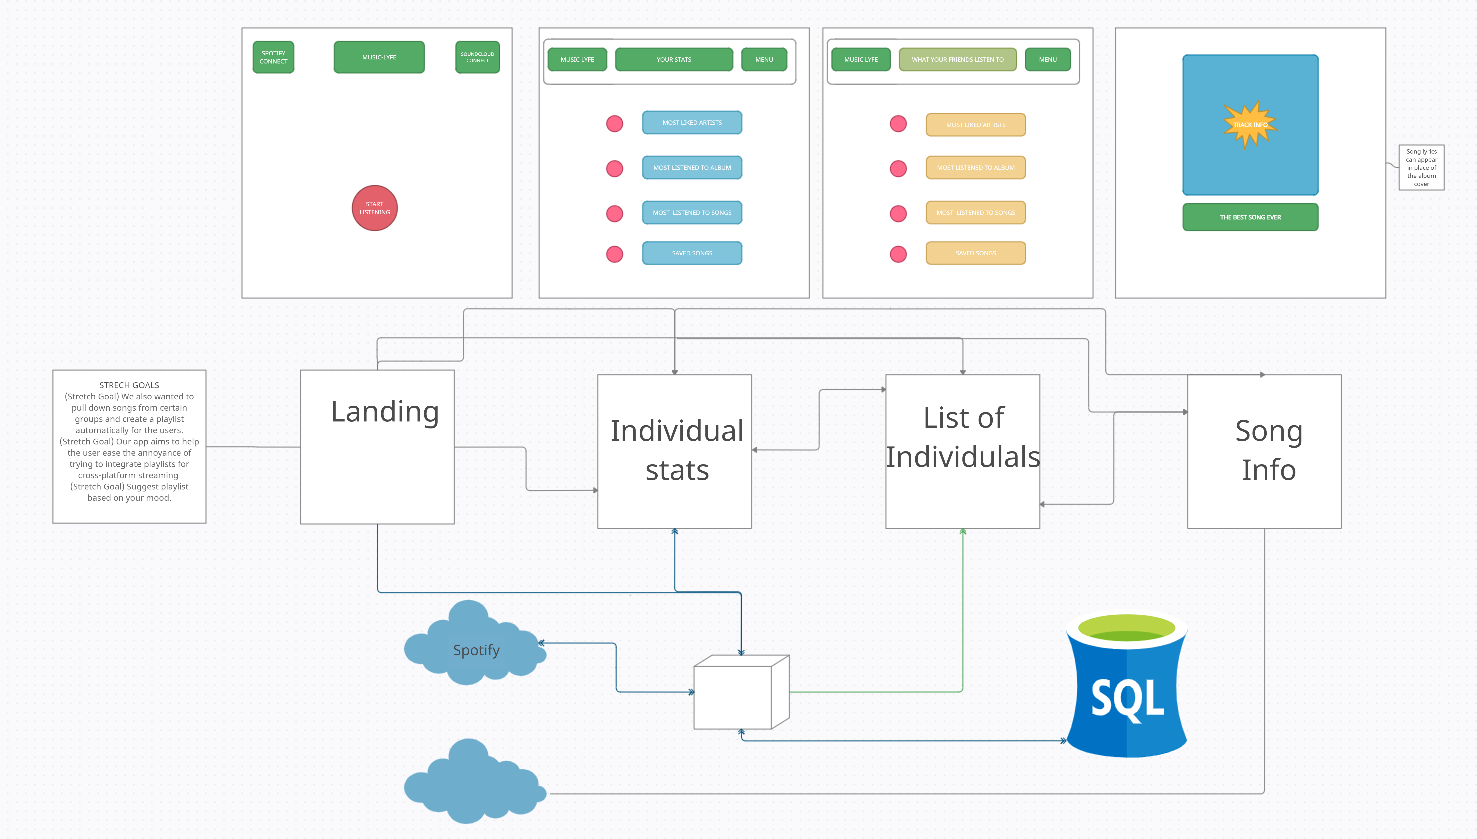 SPOTIFY
CONNECT
MUSIC-LYFE
SOUNDCLOUD
CONNECT
START
LISTENING
MUSIC LYFE
YOUR STATS
MENU
MOST LIKED ARTISTS
MOST LISTENED TO ALBUM
MOST LISTENED TO SONGS
SAVED SONGS
MUSIC LYFE
WHAT YOUR FRIENDS LISTEN TO
MENU
MOST LIKED ARTISTS
MOST LISTENED TO ALBUM
MOST LISTENED TO SONGS
SAVED SONGS
TRACK INFO
THE BEST SONG EVER
Song lyrics
can appear
in place of
the album
cover
STRECH GOALS
(Stretch Goal) We also wanted to
pull down songs from certain
groups and create a playlist
automatically for the users.
(Stretch Goal) Our app aims to help
the user ease the annoyance of
trying to integrate playlists for
cross-platform streaming
(Stretch Goal) Suggest playlist
based on your mood.
Landing
Individual
stats
List of
Individulals
Song
Info
Spotify
SQL